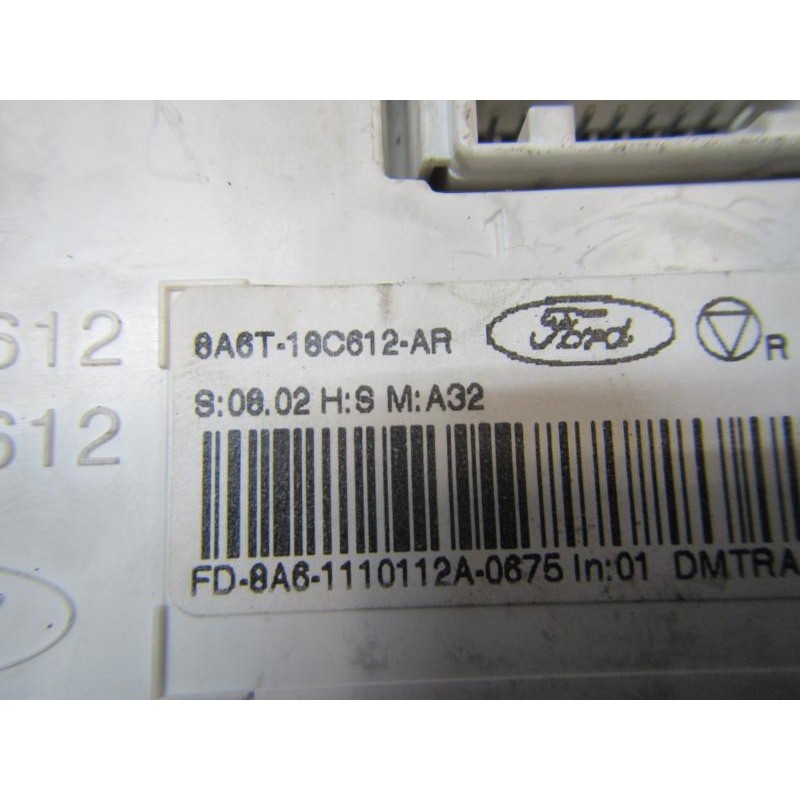 612
612
8A6T-18C612-AR Ford R
S:08.02 H:S M:A32
FD-8A6-1110112A-0675 In:01 DMTRA